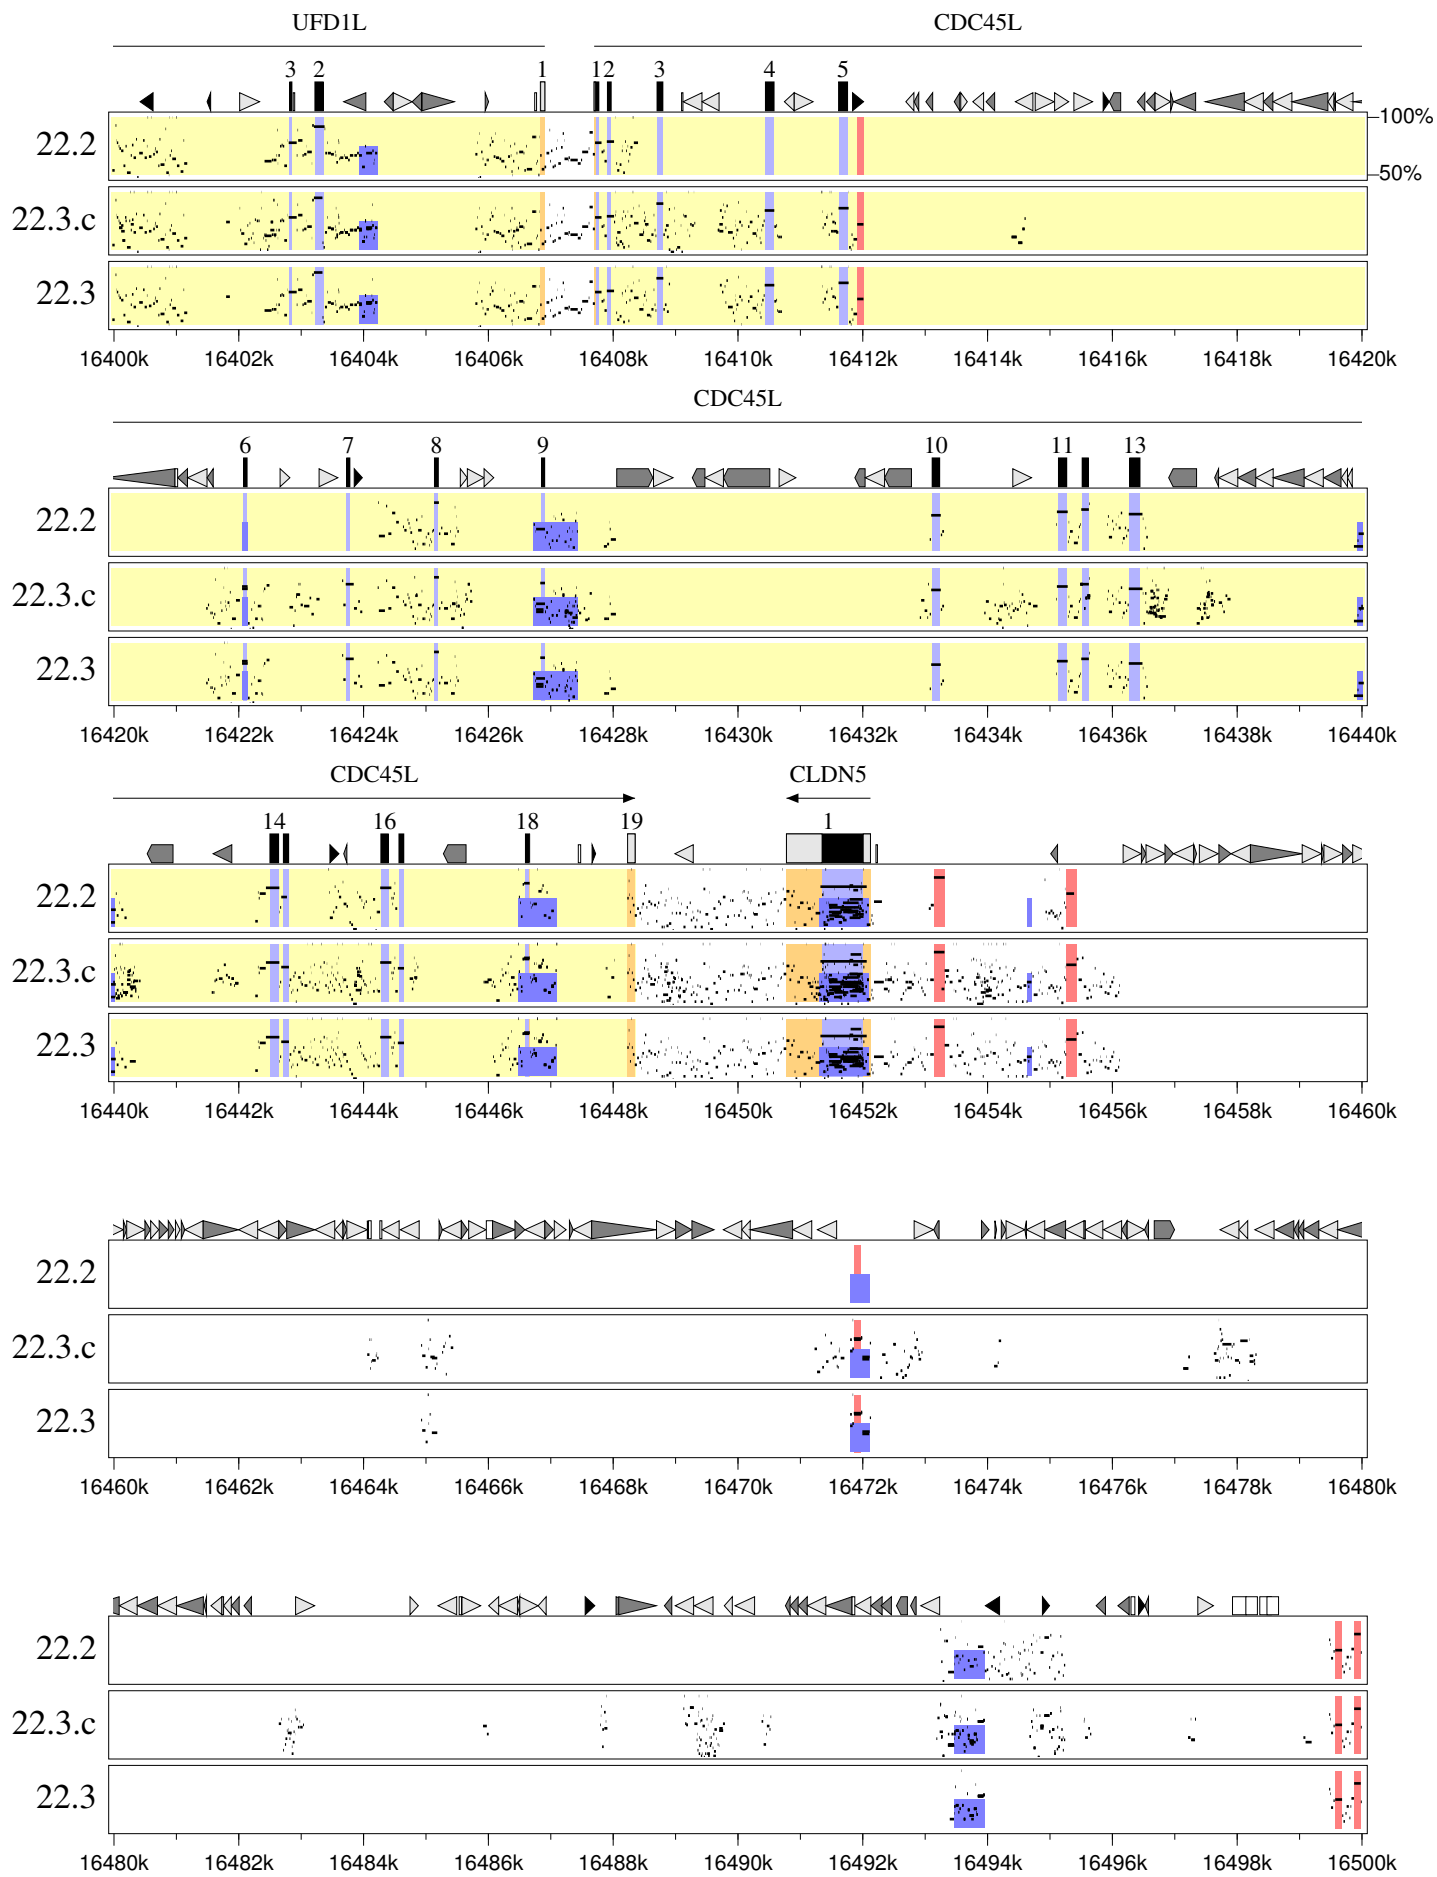 UFD1L CDC45L
3 2 1 1 2 3 4 5
22.2 100%
50%
22.3.c
22.3
16400k 16402k 16404k 16406k 16408k 16410k 16412k 16414k 16416k 16418k 16420k
CDC45L
6 7 8 9 10 11 13
22.2
22.3.c
22.3
16420k 16422k 16424k 16426k 16428k 16430k 16432k 16434k 16436k 16438k 16440k
CDC45L CLDN5
14 16 18 19 1
22.2
22.3.c
22.3
16440k 16442k 16444k 16446k 16448k 16450k 16452k 16454k 16456k 16458k 16460k
22.2
22.3.c
22.3
16460k 16462k 16464k 16466k 16468k 16470k 16472k 16474k 16476k 16478k 16480k
22.2
22.3.c
22.3
16480k 16482k 16484k 16486k 16488k 16490k 16492k 16494k 16496k 16498k 16500k